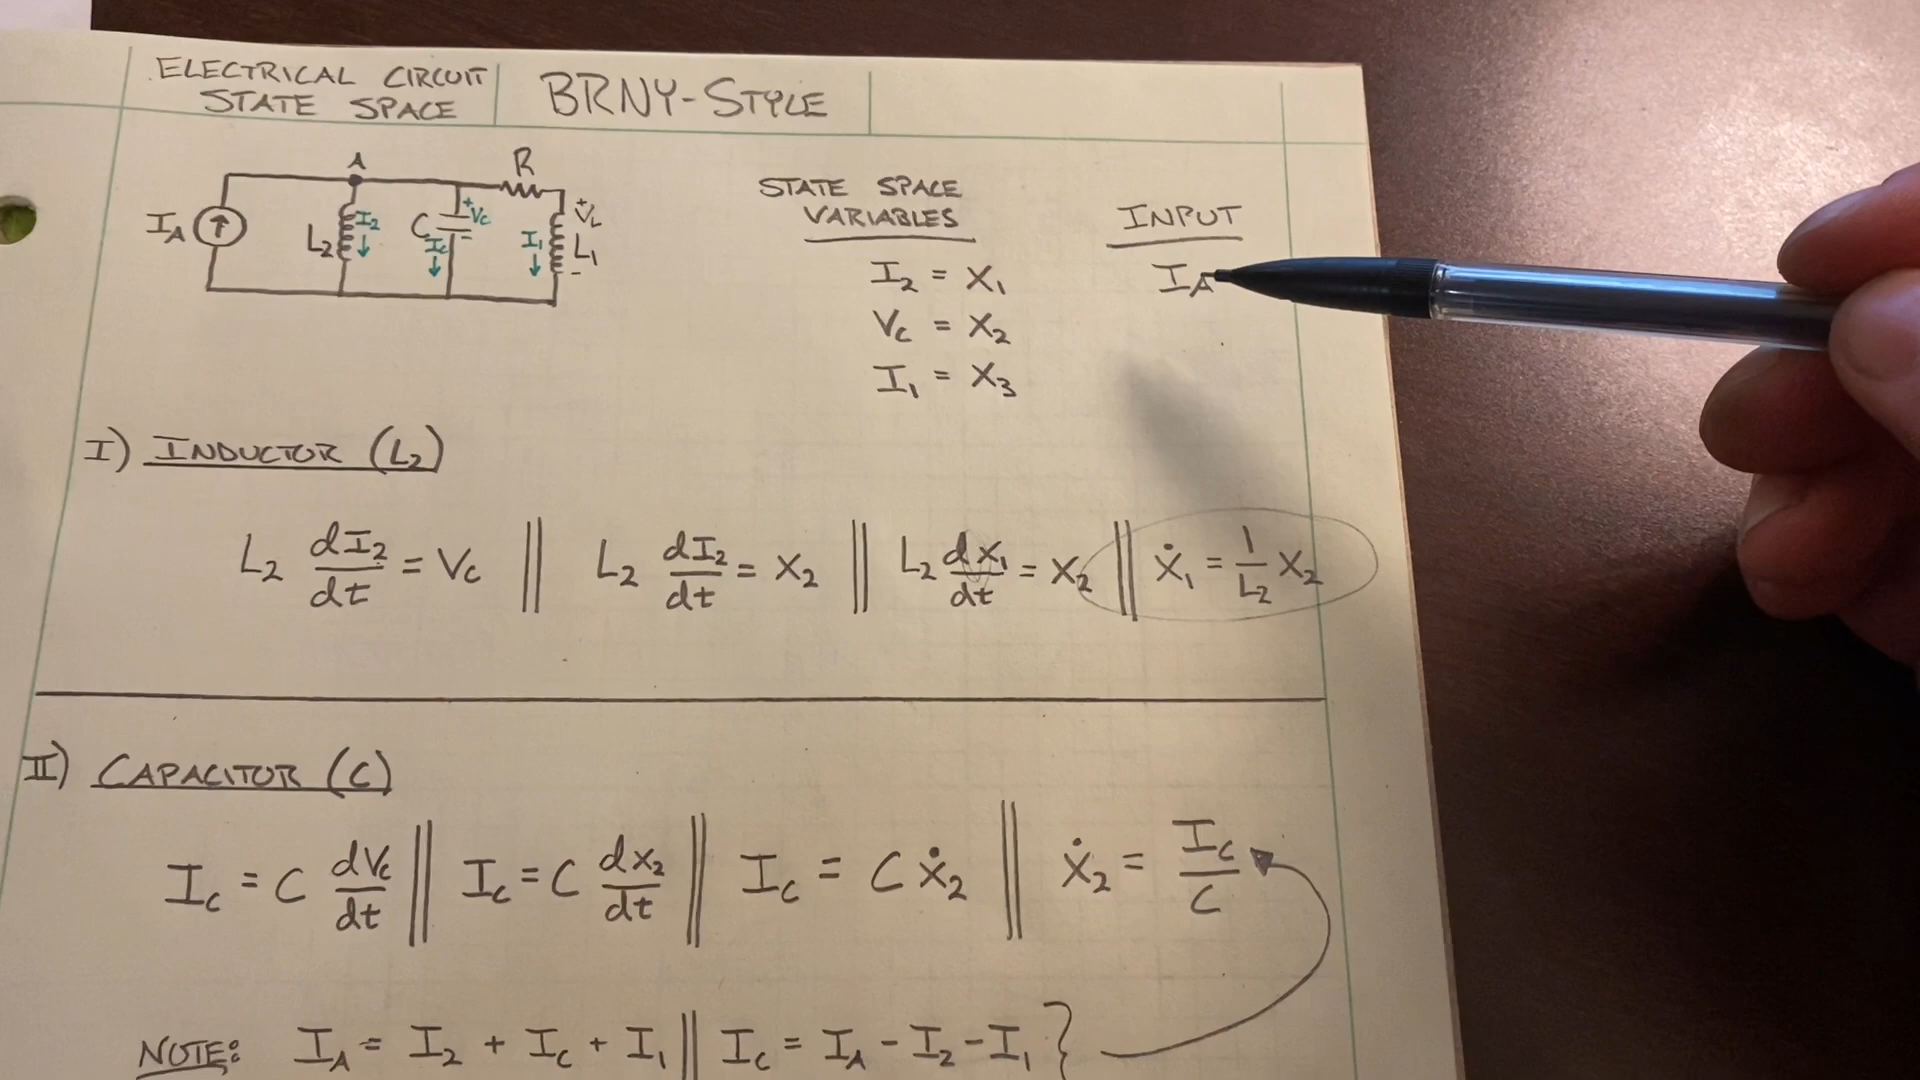 ELECTRICAL CIRCUIT
STATE SPACE
BRNY-STYLE
A
R
I_A
L₂
I₂
C
+
V_C
-
I_C
I₁
+
V_L
L₁
-
STATE SPACE
VARIABLES
I₂ = X₁
V_C = X₂
I₁ = X₃
INPUT
I_A
I) INDUCTOR (L₂)
L₂ dI₂/dt = V_C || L₂ dI₂/dt = X₂ || L₂ dX₁/dt = X₂ || Ẋ₁ = 1/L₂ X₂
II) CAPACITOR (C)
I_C = C dV_C/dt || I_C = C dX₂/dt || I_C = C Ẋ₂ || Ẋ₂ = I_C/C
NOTE: I_A = I₂ + I_C + I₁ || I_C = I_A - I₂ - I₁ }